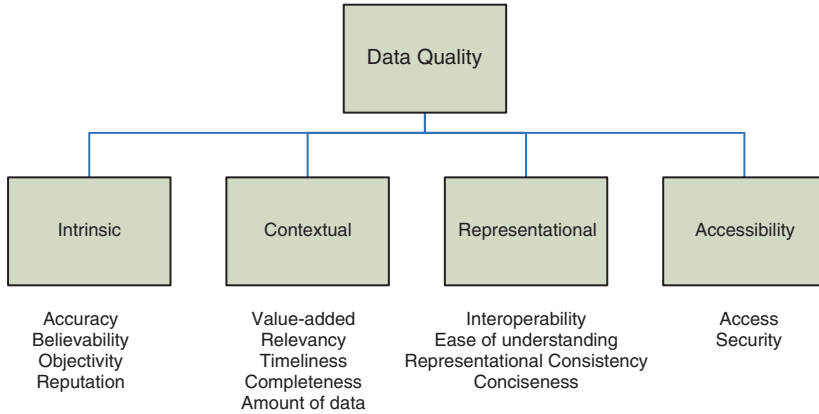 Data Quality
Intrinsic
Contextual
Representational
Accessibility
Accuracy
Believability
Objectivity
Reputation
Value-added
Relevancy
Timeliness
Completeness
Amount of data
Interoperability
Ease of understanding
Representational Consistency
Conciseness
Access
Security